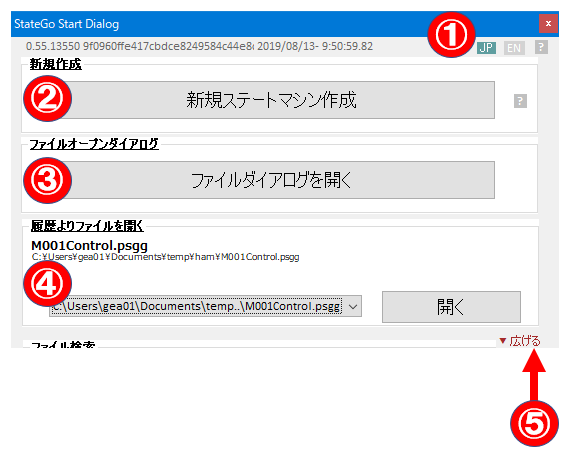 StateGo Start Dialog x
0.55.13550 9f0960ffe417cbdce8249584c44e8 2019/08/13- 9:50:59.82 ① JP EN ?
新規作成
② 新規ステートマシン作成 ?
ファイルオープンダイアログ
③ ファイルダイアログを開く
履歴よりファイルを開く
M001Control.psgg
C:¥Users¥gea01¥Documents¥temp¥ham¥M001Control.psgg
④ C:\Users\gea01\Documents\temp..\M001Control.psgg 開く
▼広げる
ファイル検索
⑤